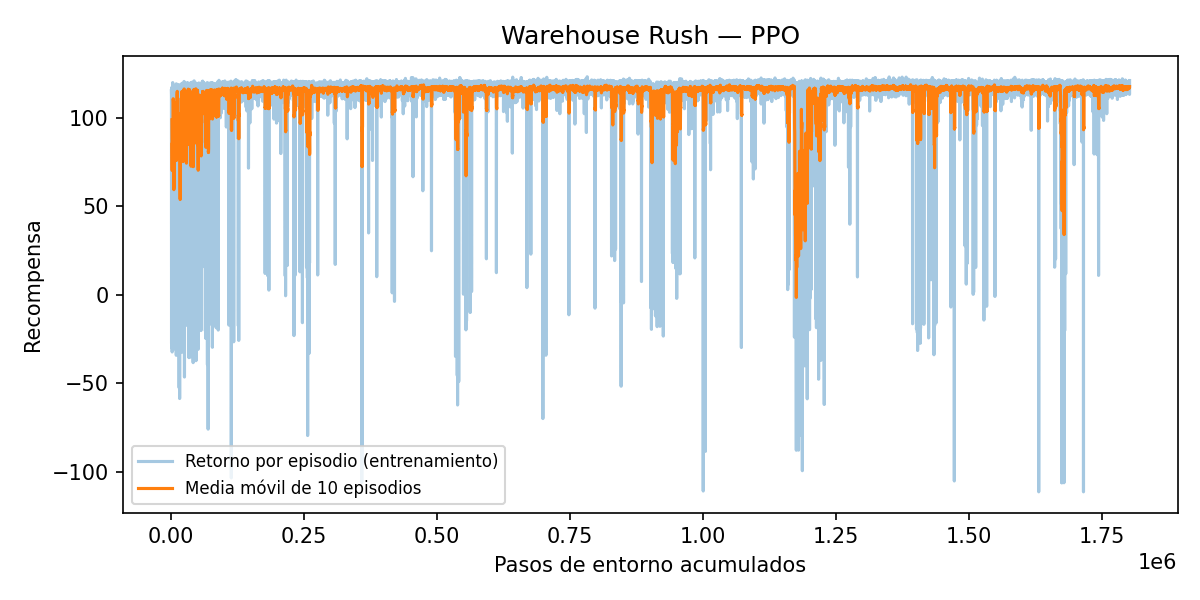 Warehouse Rush — PPO
Recompensa
100
50
0
−50
−100
Retorno por episodio (entrenamiento)
Media móvil de 10 episodios
0.00 0.25 0.50 0.75 1.00 1.25 1.50 1.75
1e6
Pasos de entorno acumulados